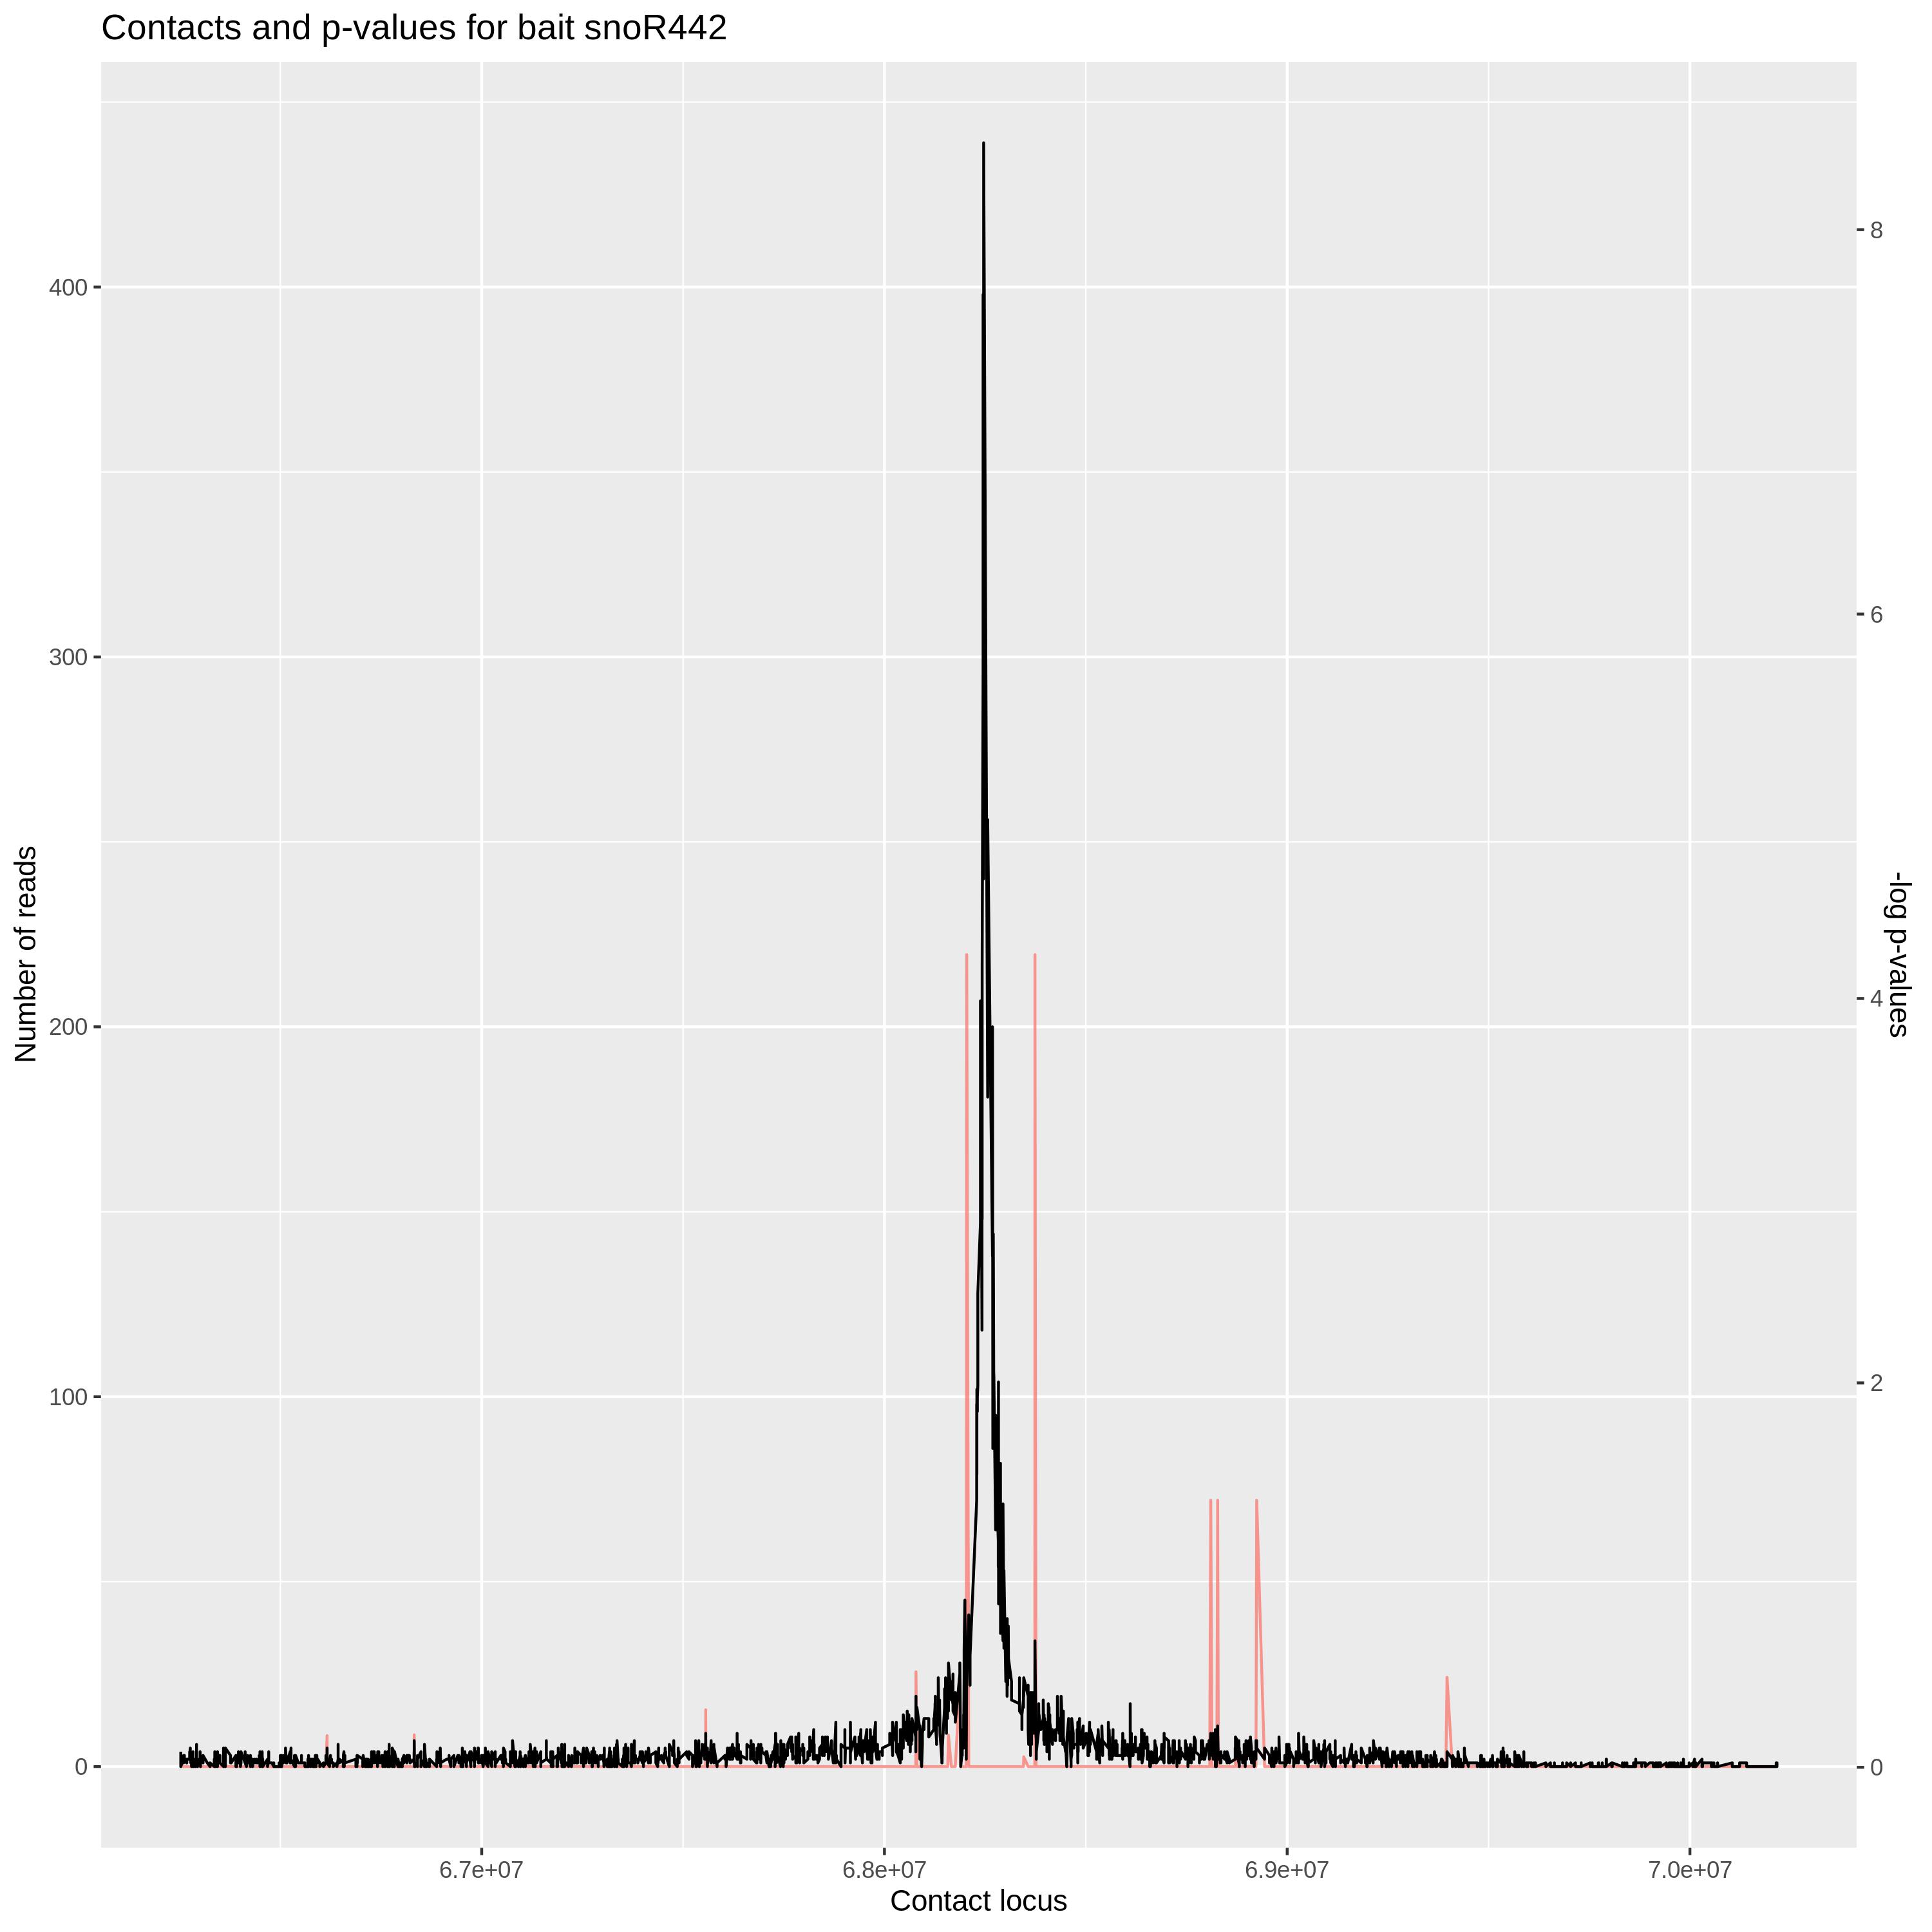 Contacts and p-values for bait snoR442
400
300
200
100
0
Number of reads
8
6
4
2
0
-log p-values
6.7e+07 6.8e+07 6.9e+07 7.0e+07
Contact locus